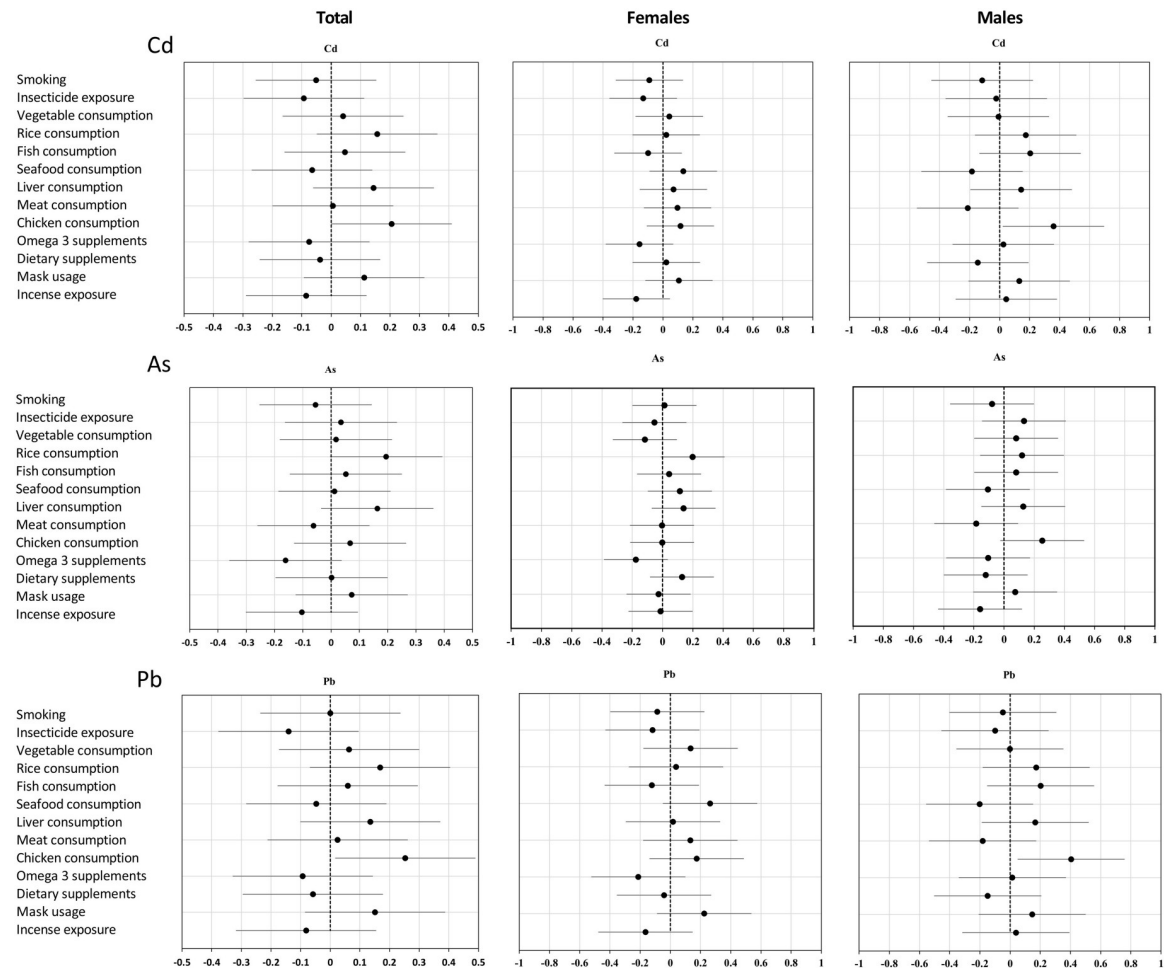 Total Females Males
Cd
Cd Cd Cd
Smoking
Insecticide exposure
Vegetable consumption
Rice consumption
Fish consumption
Seafood consumption
Liver consumption
Meat consumption
Chicken consumption
Omega 3 supplements
Dietary supplements
Mask usage
Incense exposure
-0.5 -0.4 -0.3 -0.2 -0.1 0 0.1 0.2 0.3 0.4 0.5 -1 -0.8 -0.6 -0.4 -0.2 0 0.2 0.4 0.6 0.8 1 -1 -0.8 -0.6 -0.4 -0.2 0 0.2 0.4 0.6 0.8 1
As
As As As
Smoking
Insecticide exposure
Vegetable consumption
Rice consumption
Fish consumption
Seafood consumption
Liver consumption
Meat consumption
Chicken consumption
Omega 3 supplements
Dietary supplements
Mask usage
Incense exposure
-0.5 -0.4 -0.3 -0.2 -0.1 0 0.1 0.2 0.3 0.4 0.5 -1 -0.8 -0.6 -0.4 -0.2 0 0.2 0.4 0.6 0.8 1 -1 -0.8 -0.6 -0.4 -0.2 0 0.2 0.4 0.6 0.8 1
Pb
Pb Pb Pb
Smoking
Insecticide exposure
Vegetable consumption
Rice consumption
Fish consumption
Seafood consumption
Liver consumption
Meat consumption
Chicken consumption
Omega 3 supplements
Dietary supplements
Mask usage
Incense exposure
-0.5 -0.4 -0.3 -0.2 -0.1 0 0.1 0.2 0.3 0.4 0.5 -1 -0.8 -0.6 -0.4 -0.2 0 0.2 0.4 0.6 0.8 1 -1 -0.8 -0.6 -0.4 -0.2 0 0.2 0.4 0.6 0.8 1